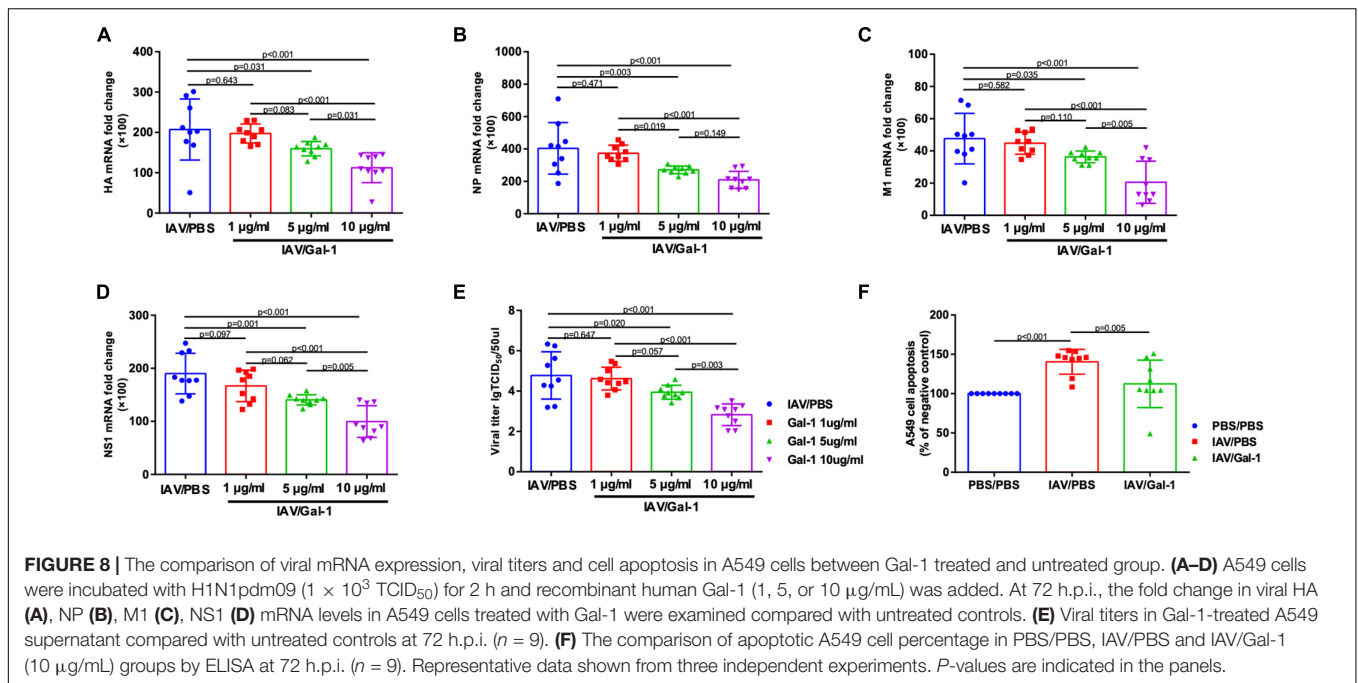 A
HA mRNA fold change
(×100)
400
300
200
100
0
p<0.001
p=0.031
p=0.643
p<0.001
p=0.083
p=0.031
IAV/PBS
1 µg/ml
5 µg/ml
10 µg/ml
IAV/Gal-1
B
NP mRNA fold change
(×100)
1000
800
600
400
200
0
p<0.001
p=0.003
p=0.471
p<0.001
p=0.019
p=0.149
IAV/PBS
1 µg/ml
5 µg/ml
10 µg/ml
IAV/Gal-1
C
M1 mRNA fold change
(×100)
100
80
60
40
20
0
p<0.001
p=0.035
p=0.582
p<0.001
p=0.110
p=0.005
IAV/PBS
1 µg/ml
5 µg/ml
10 µg/ml
IAV/Gal-1
D
NS1 mRNA fold change
(×100)
300
200
100
0
p<0.001
p=0.001
p=0.097
p<0.001
p=0.062
p=0.005
IAV/PBS
1 µg/ml
5 µg/ml
10 µg/ml
IAV/Gal-1
E
Viral titer lgTCID50/50ul
8
6
4
2
0
p<0.001
p=0.020
p=0.647
p<0.001
p=0.057
p=0.003
IAV/PBS
1 µg/ml
5 µg/ml
10 µg/ml
IAV/Gal-1
IAV/PBS
Gal-1 1ug/ml
Gal-1 5ug/ml
Gal-1 10ug/ml
F
A549 cell apoptosis
(% of negative control)
200
150
100
50
0
p<0.001
p=0.005
PBS/PBS
IAV/PBS
IAV/Gal-1
PBS/PBS
IAV/PBS
IAV/Gal-1
FIGURE 8 | The comparison of viral mRNA expression, viral titers and cell apoptosis in A549 cells between Gal-1 treated and untreated group. (A–D) A549 cells
were incubated with H1N1pdm09 (1 × 10³ TCID50) for 2 h and recombinant human Gal-1 (1, 5, or 10 µg/mL) was added. At 72 h.p.i., the fold change in viral HA
(A), NP (B), M1 (C), NS1 (D) mRNA levels in A549 cells treated with Gal-1 were examined compared with untreated controls. (E) Viral titers in Gal-1-treated A549
supernatant compared with untreated controls at 72 h.p.i. (n = 9). (F) The comparison of apoptotic A549 cell percentage in PBS/PBS, IAV/PBS and IAV/Gal-1
(10 µg/mL) groups by ELISA at 72 h.p.i. (n = 9). Representative data shown from three independent experiments. P-values are indicated in the panels.